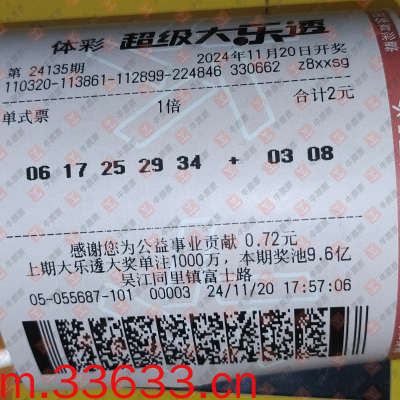 体彩 超级大乐透
第 24135期 2024年11月20日开奖
110320-113861-112899-224846 330662 z8xxsg
单式票 1倍 合计2元
06 17 25 29 34 + 03 08
感谢您为公益事业贡献 0.72元
上期大乐透大奖单注1000万，本期奖池9.6亿
吴江同里镇富士路
05-055687-101 00003 24/11/20 17:57:06
m.33633.cn